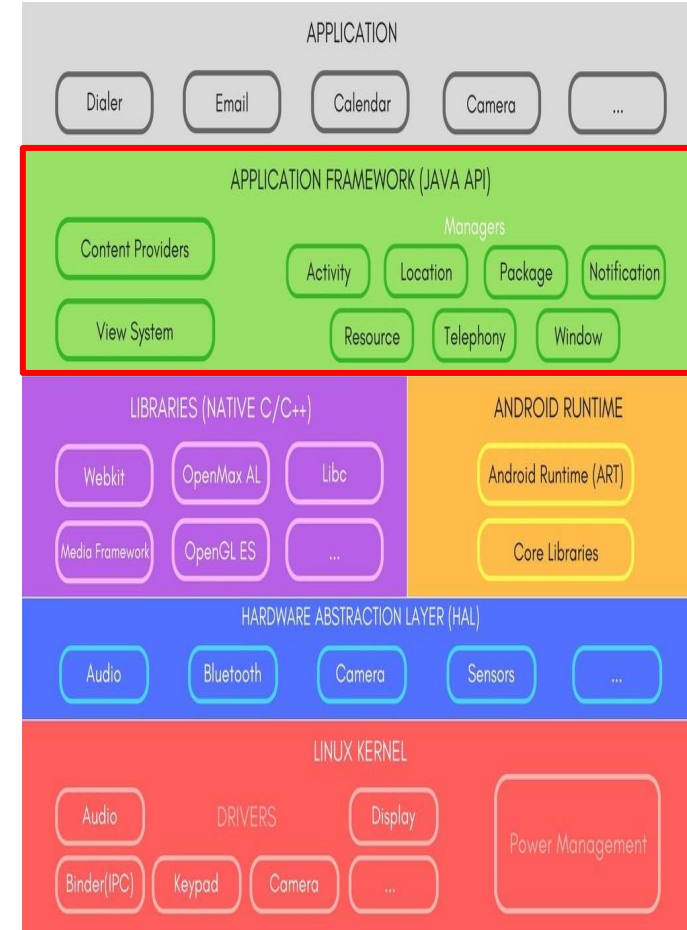 APPLICATION
Dialer Email Calendar Camera ...
APPLICATION FRAMEWORK (JAVA API)
Managers
Content Providers
Activity Location Package Notification
View System
Resource Telephony Window
LIBRARIES (NATIVE C/C++)
Webkit OpenMax AL Libc
Media Framework OpenGL ES ...
ANDROID RUNTIME
Android Runtime (ART)
Core Libraries
HARDWARE ABSTRACTION LAYER (HAL)
Audio Bluetooth Camera Sensors ...
LINUX KERNEL
Audio DRIVERS Display
Binder(IPC) Keypad Camera ...
Power Management